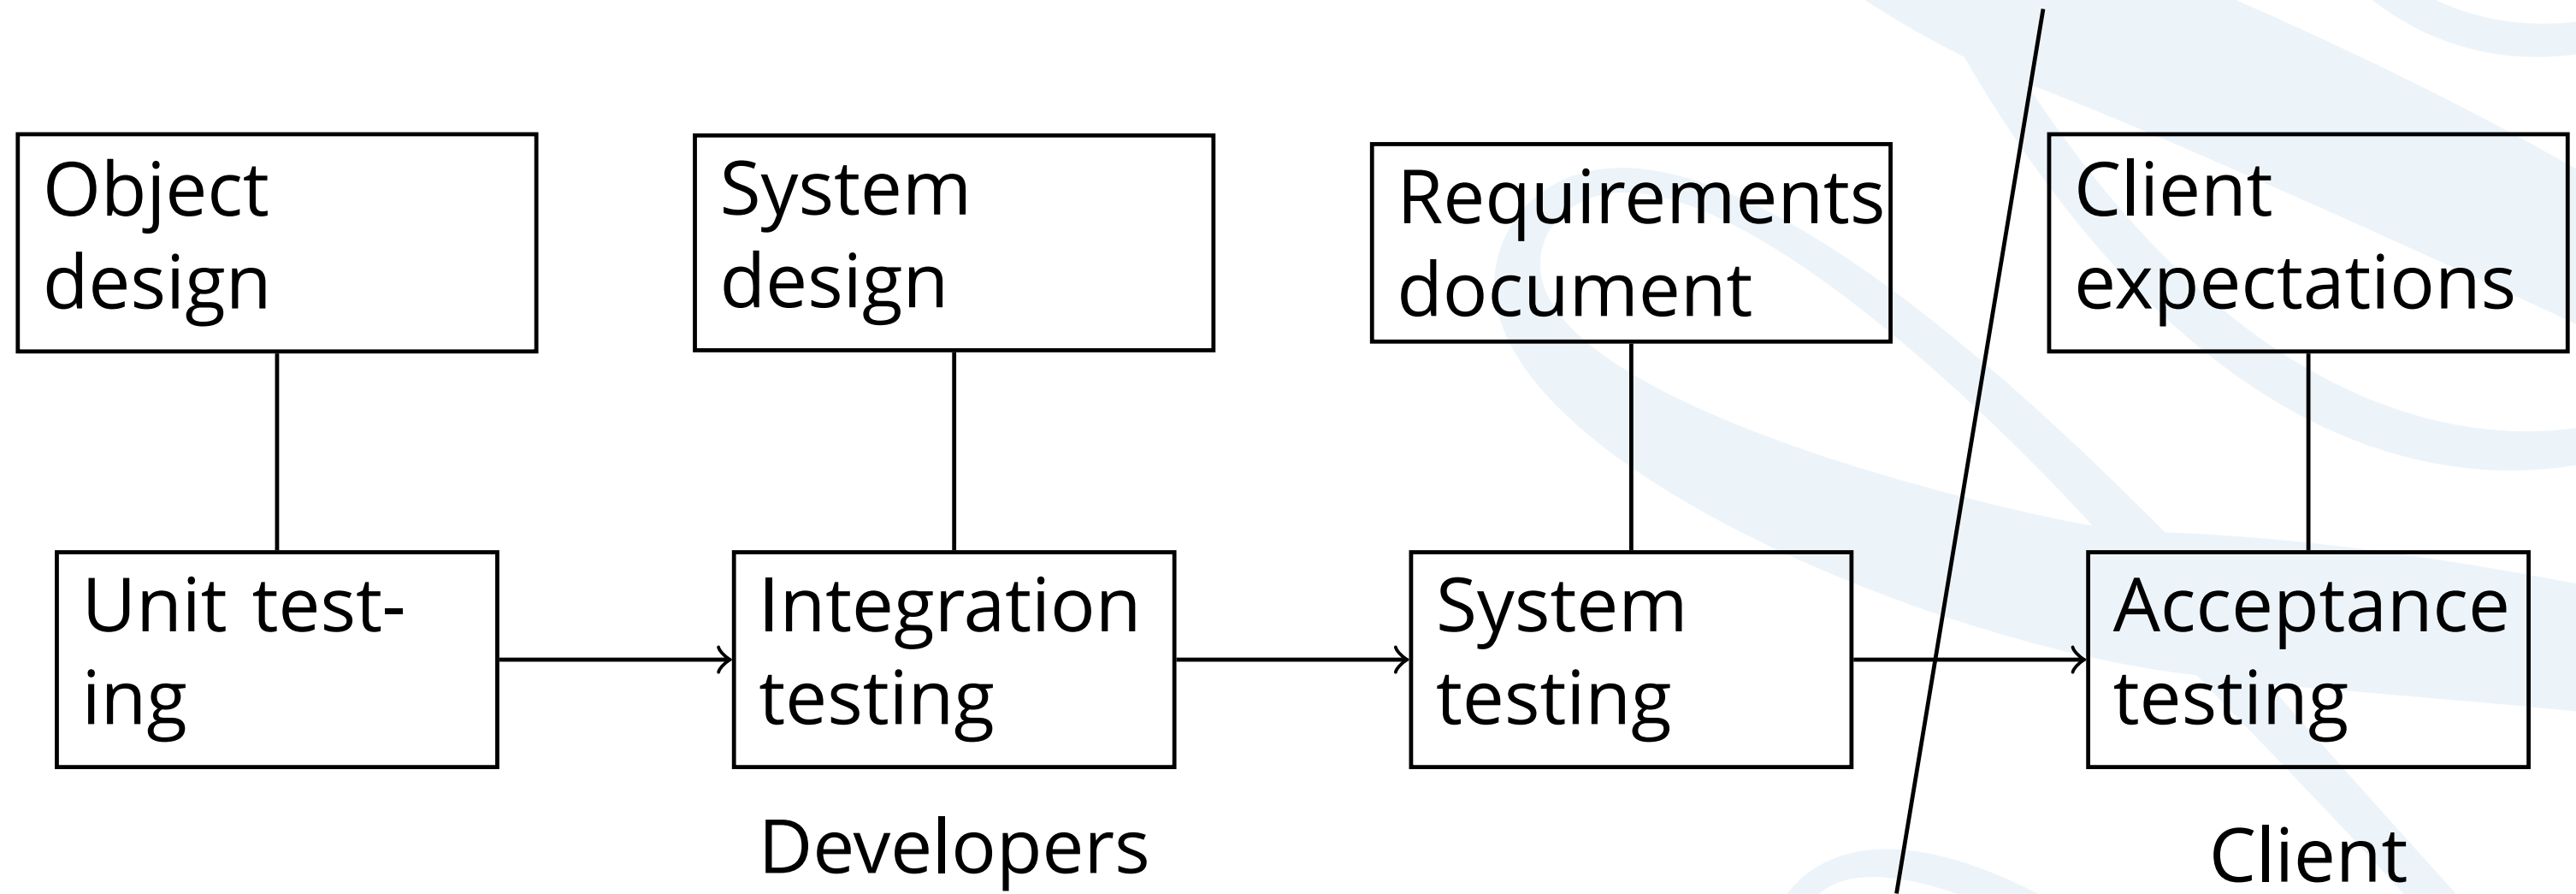 Object
design
System
design
Requirements
document
Client
expectations
Unit test-
ing
Integration
testing
System
testing
Acceptance
testing
Developers
Client